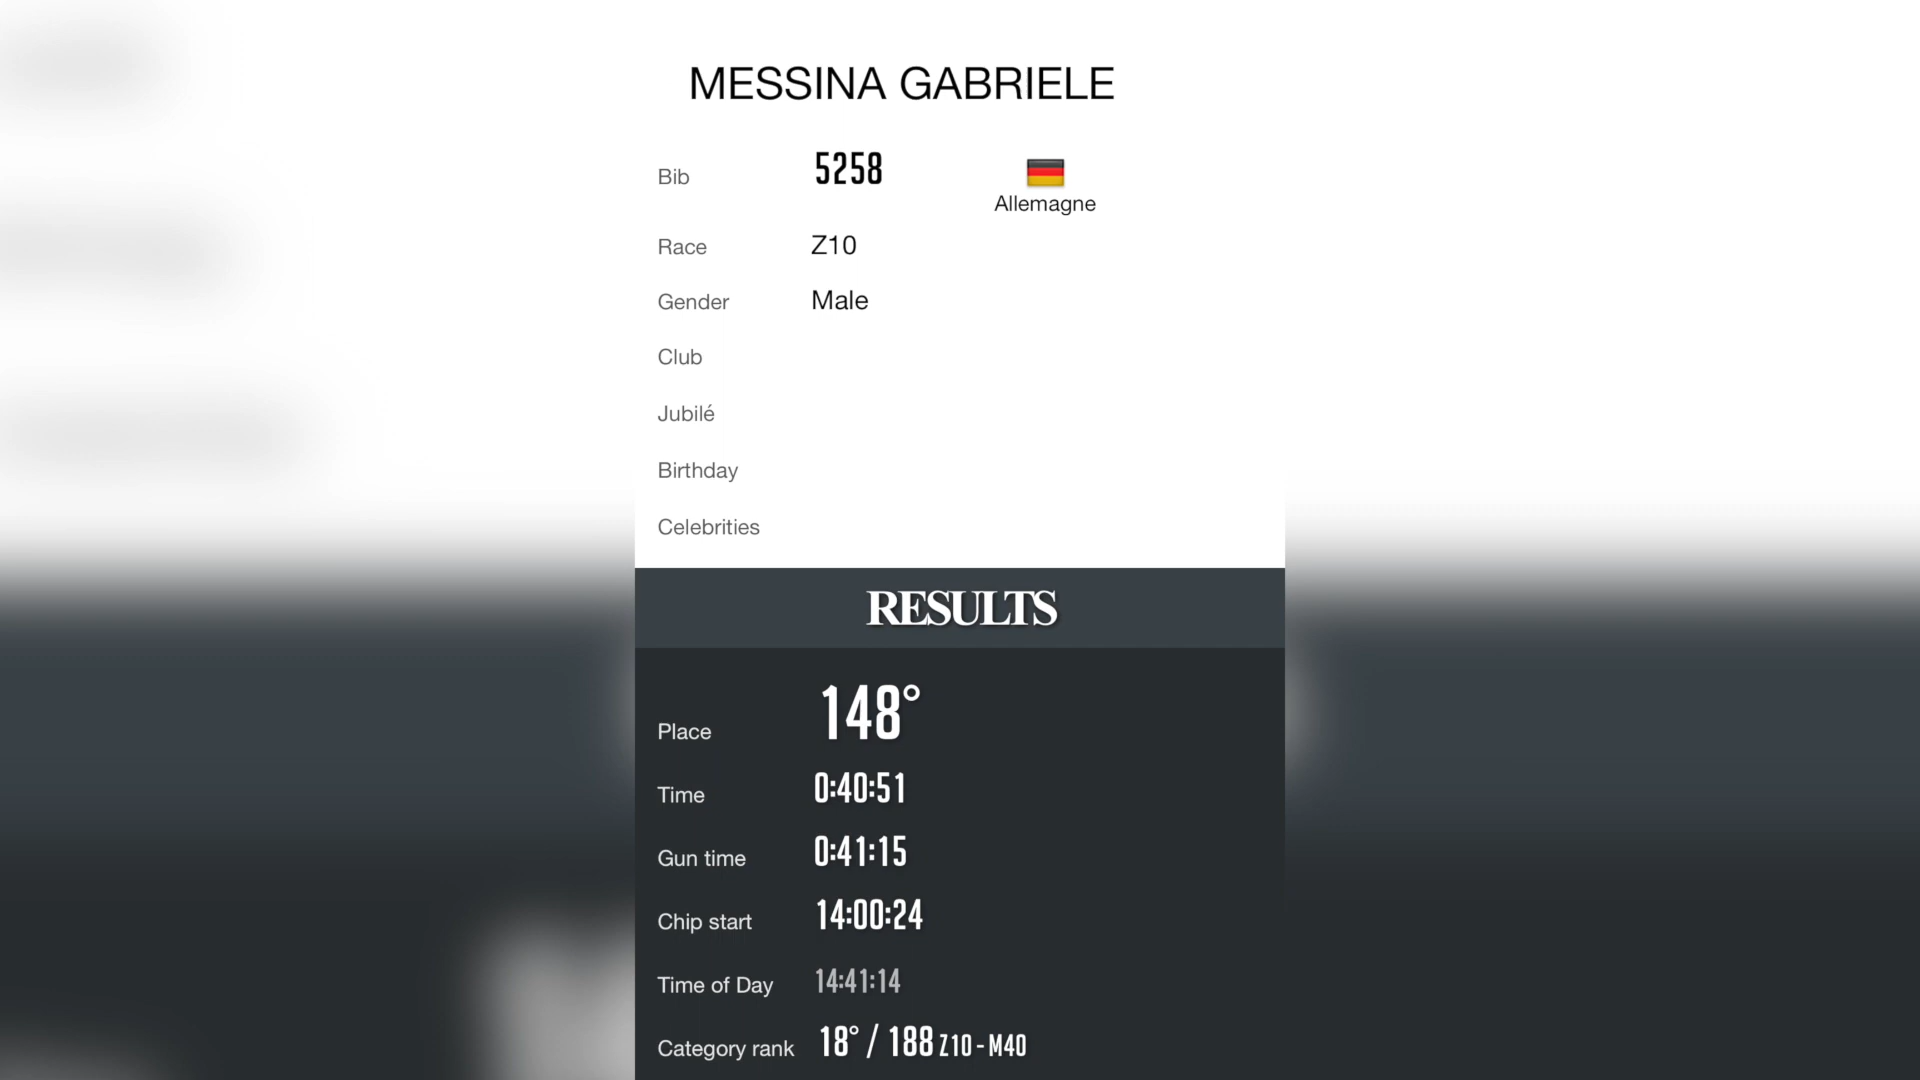 MESSINA GABRIELE
Bib 5258
Allemagne
Race Z10
Gender Male
Club
Jubilé
Birthday
Celebrities
RESULTS
Place 148°
Time 0:40:51
Gun time 0:41:15
Chip start 14:00:24
Time of Day 14:41:14
Category rank 18° / 188 Z10 - M40